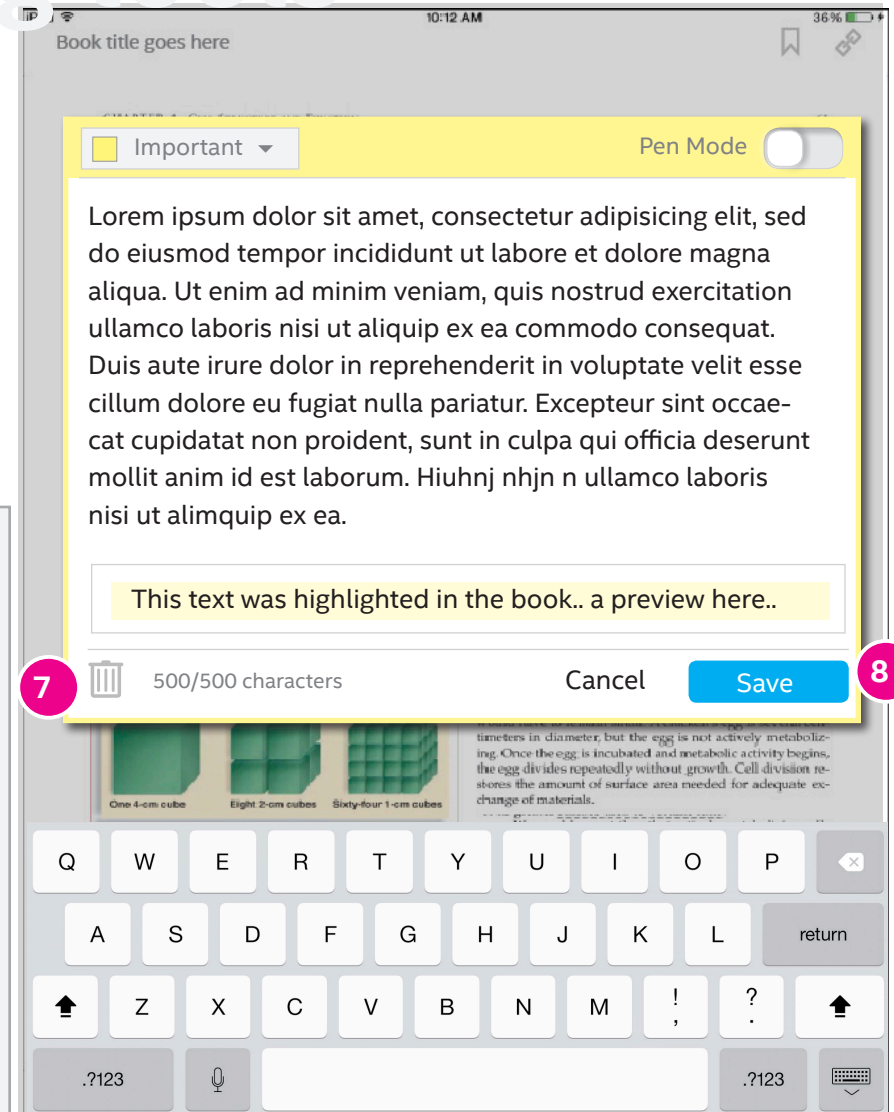 10:12 AM
36%
Book title goes here
Important
Pen Mode
Lorem ipsum dolor sit amet, consectetur adipisicing elit, sed
do eiusmod tempor incididunt ut labore et dolore magna
aliqua. Ut enim ad minim veniam, quis nostrud exercitation
ullamco laboris nisi ut aliquip ex ea commodo consequat.
Duis aute irure dolor in reprehenderit in voluptate velit esse
cillum dolore eu fugiat nulla pariatur. Excepteur sint occae-
cat cupidatat non proident, sunt in culpa qui officia deserunt
mollit anim id est laborum. Hiuhnj nhjn n ullamco laboris
nisi ut alimquip ex ea.
This text was highlighted in the book.. a preview here..
7
500/500 characters
Cancel
Save
8
timeters in diameter, but the egg is not actively metaboliz-
ing. Once the egg is incubated and metabolic activity begins,
the egg divides repeatedly without growth. Cell division re-
stores the amount of surface area needed for adequate ex-
change of materials.
One 4-cm cube
Eight 2-cm cubes
Sixty-four 1-cm cubes
Q W E R T Y U I O P
A S D F G H J K L return
Z X C V B N M ! , ? .
.?123 .?123